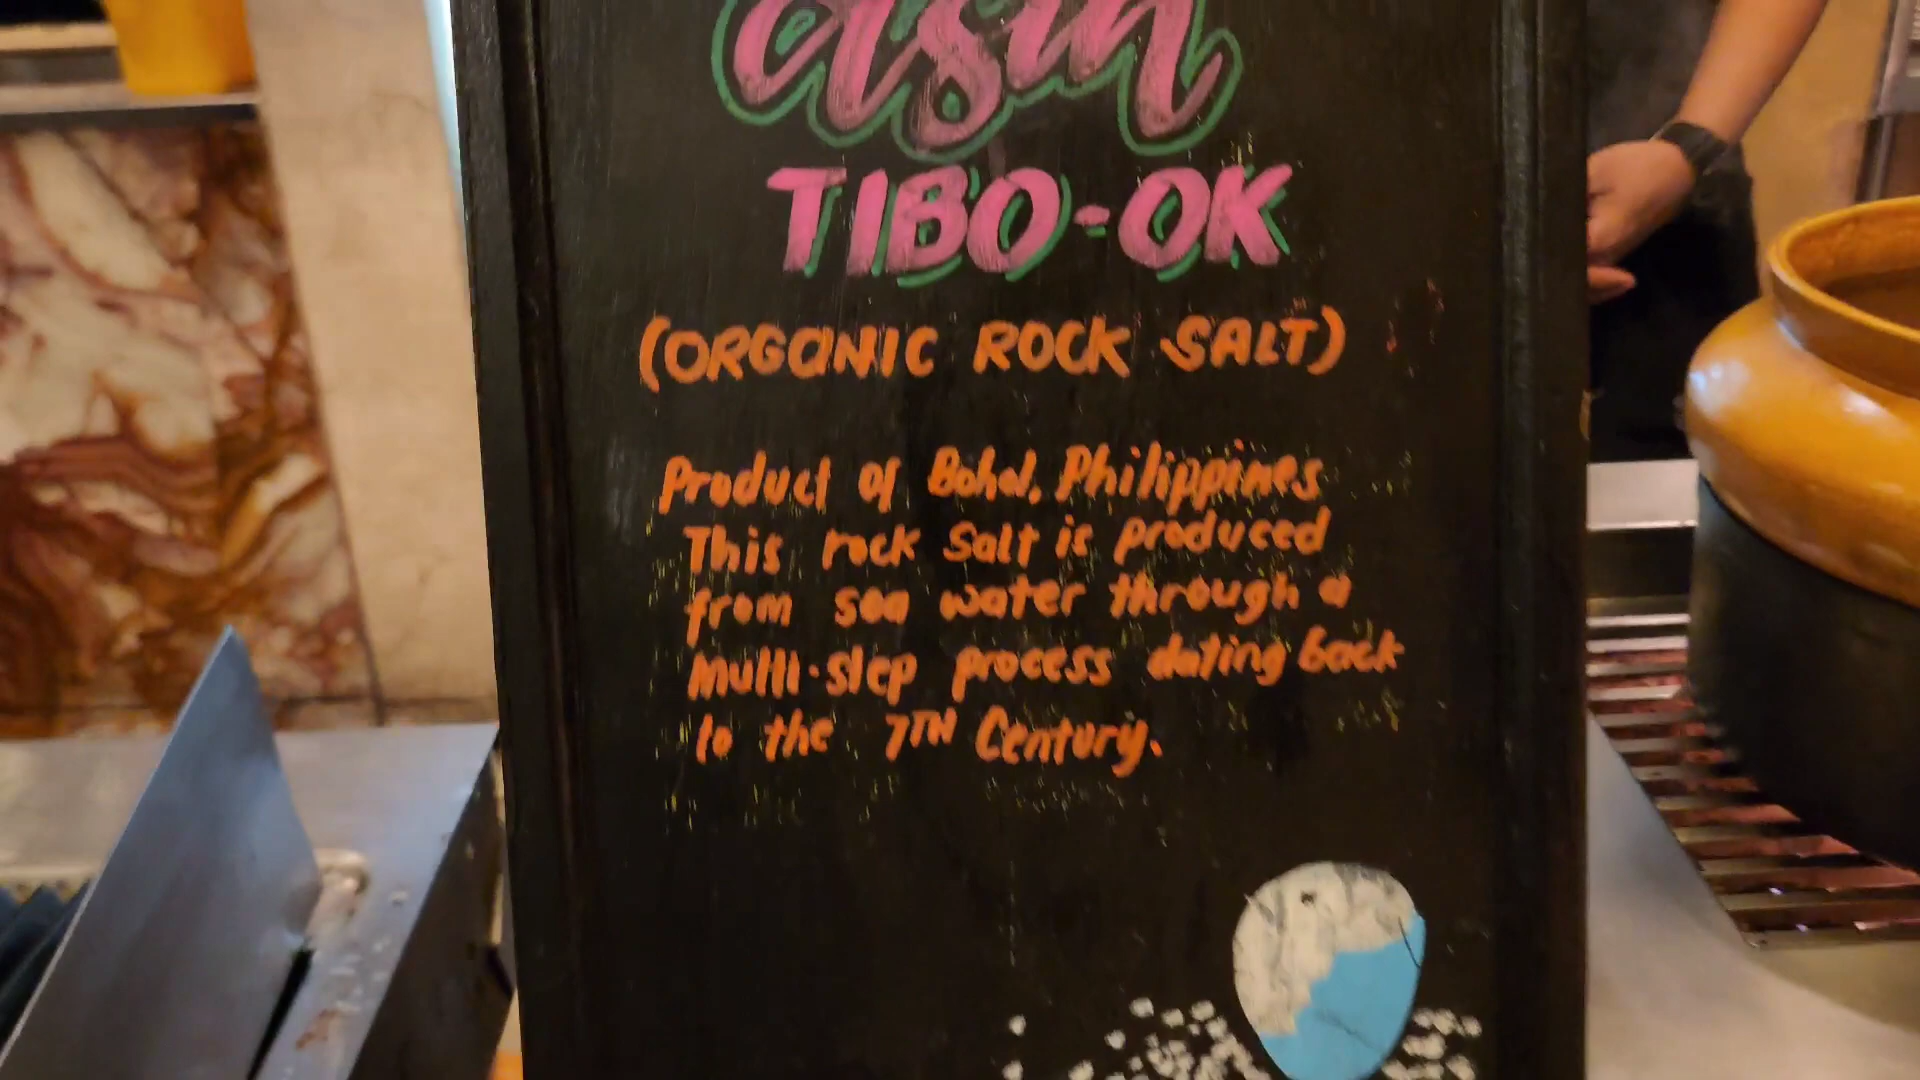 asin
TIBO-OK
(ORGANIC ROCK SALT)
Product of Bohol, Philippines
This rock Salt is produced
from sea water through a
Multi-step process dating back
to the 7TH Century.